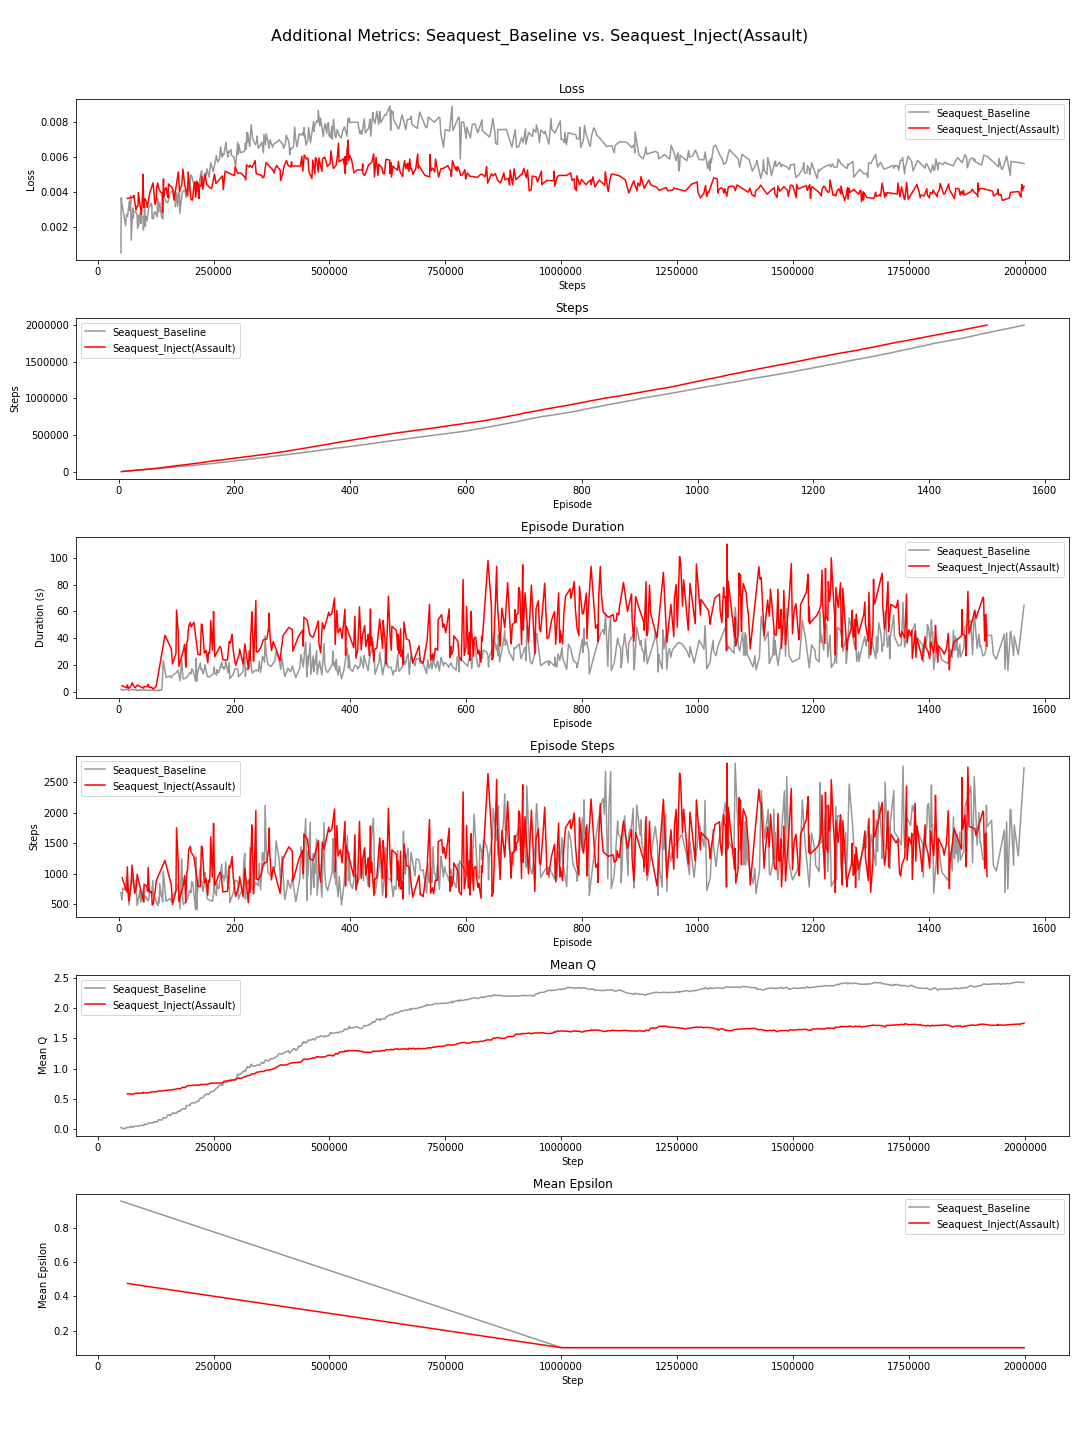 Additional Metrics: Seaquest_Baseline vs. Seaquest_Inject(Assault)
Loss
Loss
0.008
0.006
0.004
0.002
Seaquest_Baseline
Seaquest_Inject(Assault)
0 250000 500000 750000 1000000 1250000 1500000 1750000 2000000
Steps
Steps
Steps
2000000
1500000
1000000
500000
0
Seaquest_Baseline
Seaquest_Inject(Assault)
0 200 400 600 800 1000 1200 1400 1600
Episode
Episode Duration
Duration (s)
100
80
60
40
20
0
Seaquest_Baseline
Seaquest_Inject(Assault)
0 200 400 600 800 1000 1200 1400 1600
Episode
Episode Steps
Steps
2500
2000
1500
1000
500
Seaquest_Baseline
Seaquest_Inject(Assault)
0 200 400 600 800 1000 1200 1400 1600
Episode
Mean Q
Mean Q
2.5
2.0
1.5
1.0
0.5
0.0
Seaquest_Baseline
Seaquest_Inject(Assault)
0 250000 500000 750000 1000000 1250000 1500000 1750000 2000000
Step
Mean Epsilon
Mean Epsilon
0.8
0.6
0.4
0.2
Seaquest_Baseline
Seaquest_Inject(Assault)
0 250000 500000 750000 1000000 1250000 1500000 1750000 2000000
Step